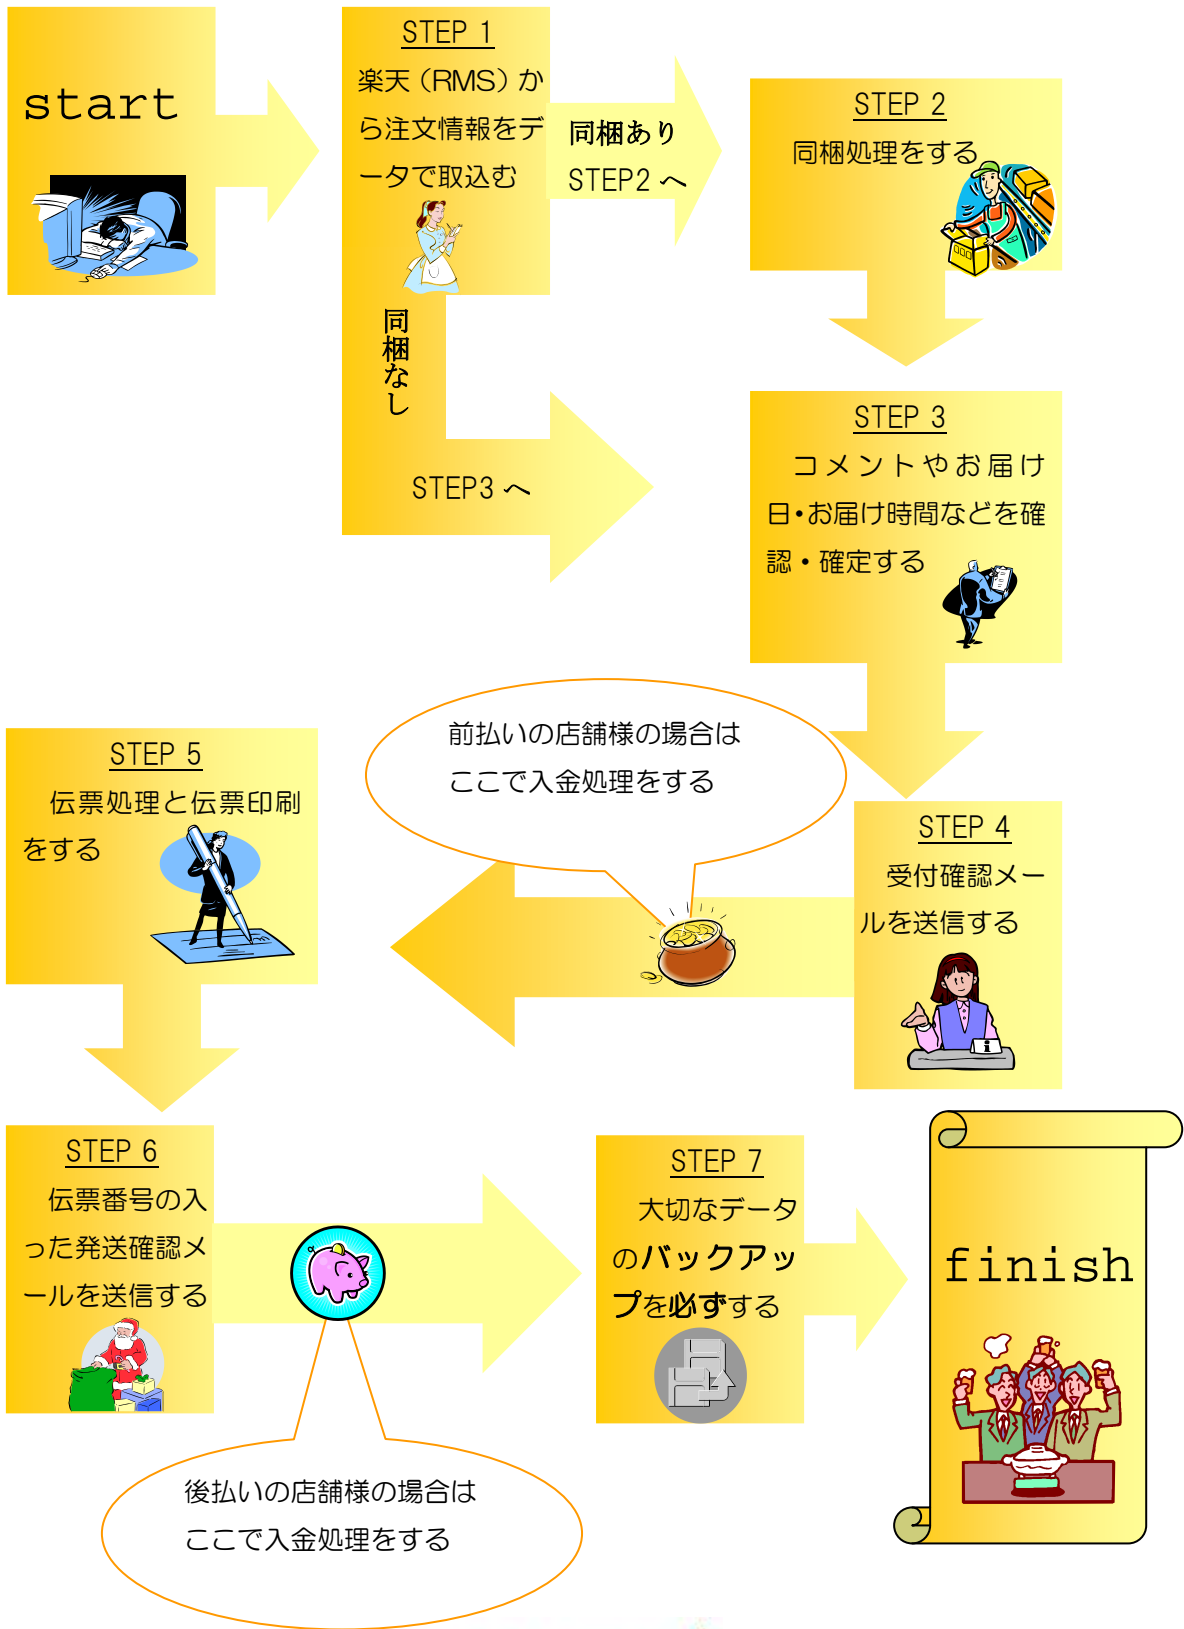 start
STEP 1
楽天（RMS）か
ら注文情報をデ
ータで取込む
同梱あり
STEP2 へ
STEP 2
同梱処理をする
同梱なし
STEP3 へ
STEP 3
コメントやお届け
日・お届け時間などを確
認・確定する
前払いの店舗様の場合は
ここで入金処理をする
STEP 4
受付確認メー
ルを送信する
i
STEP 5
伝票処理と伝票印刷
をする
STEP 6
伝票番号の入
った発送確認メ
ールを送信する
後払いの店舗様の場合は
ここで入金処理をする
STEP 7
大切なデータ
のバックアッ
プを必ずする
finish